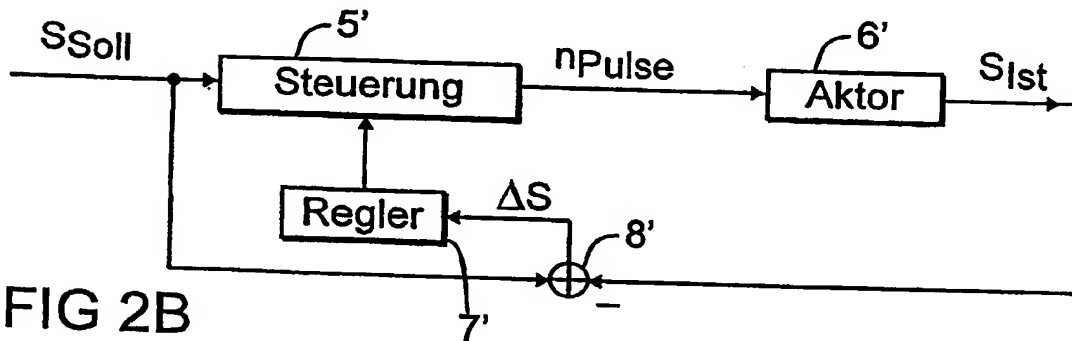 SSoll
5'
Steuerung
nPulse
6'
Aktor
SIst
Regler
ΔS
8'
–
7'
FIG 2B